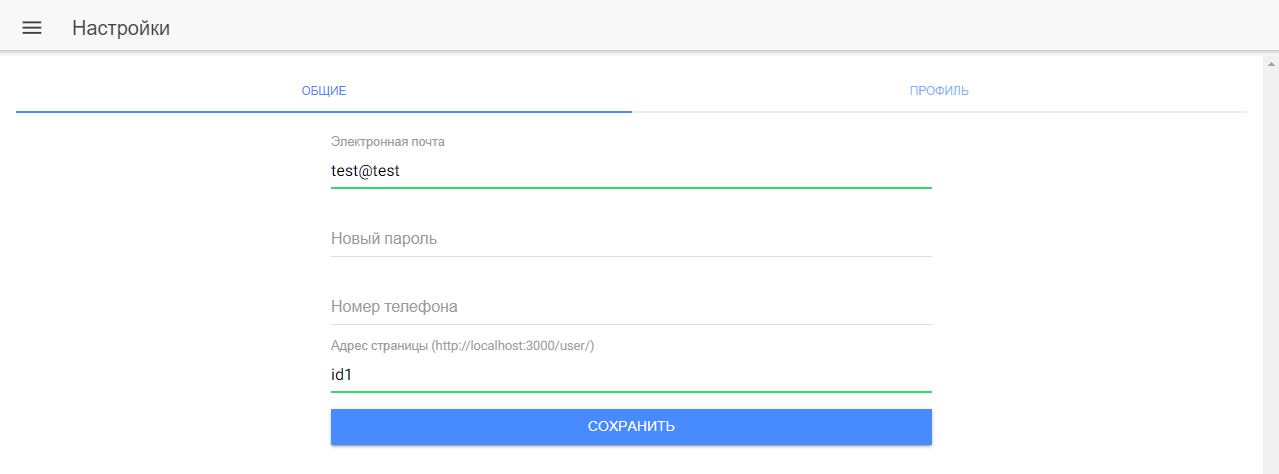 Настройки
ОБЩИЕ
ПРОФИЛЬ
Электронная почта
test@test
Новый пароль
Номер телефона
Адрес страницы (http://localhost:3000/user/)
id1
СОХРАНИТЬ